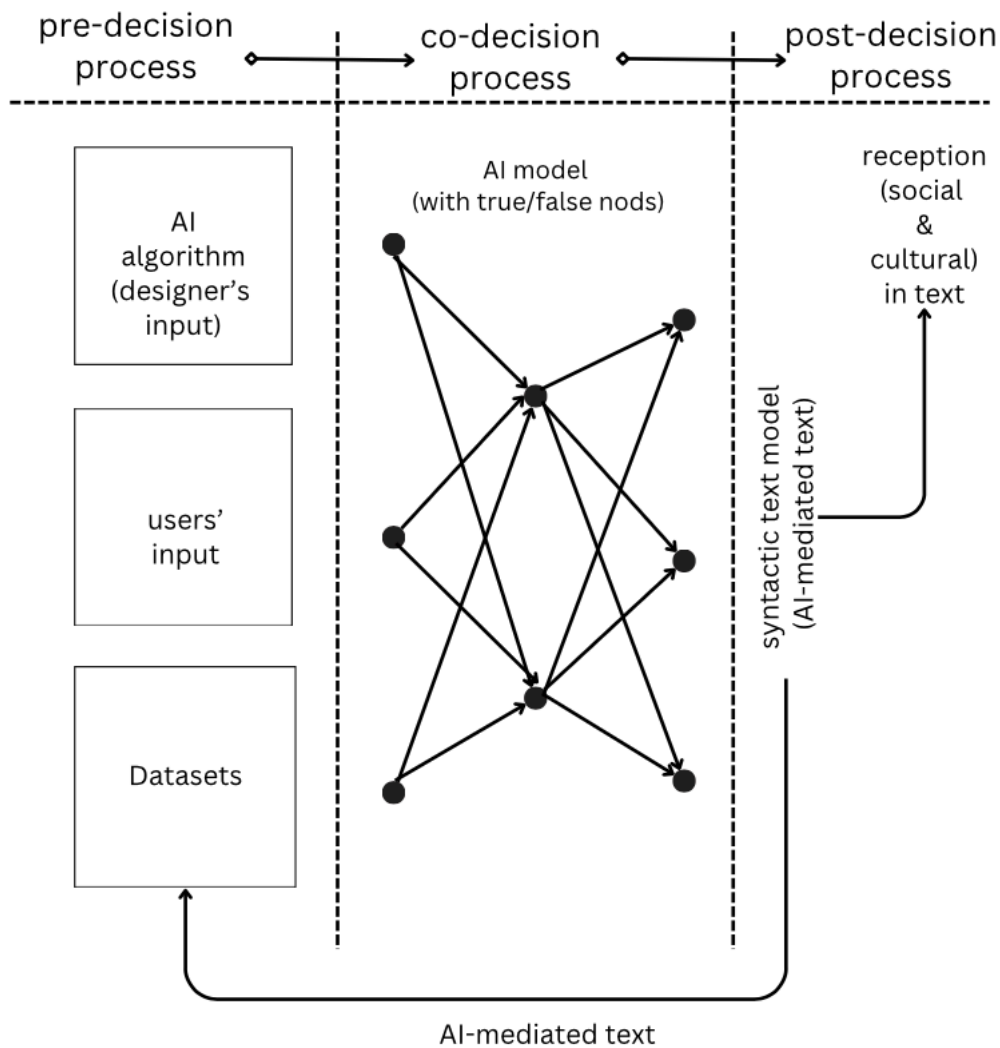 pre-decision
process
co-decision
process
post-decision
process
AI
algorithm
(designer's
input)
users'
input
Datasets
AI model
(with true/false nods)
syntactic text model
(AI-mediated text)
reception
(social
&
cultural)
in text
AI-mediated text